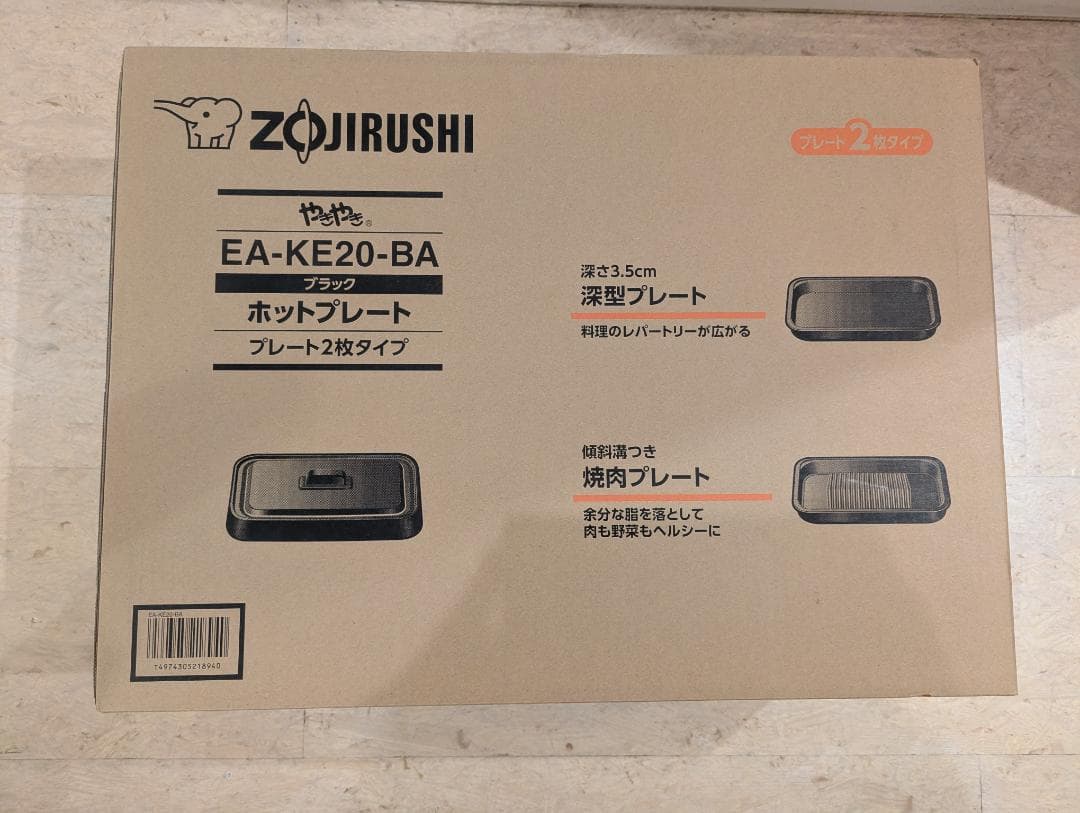 ZOJIRUSHI
プレート2枚タイプ
やきやき®
EA-KE20-BA
ブラック
ホットプレート
プレート2枚タイプ
深さ3.5cm
深型プレート
料理のレパートリーが広がる
傾斜溝つき
焼肉プレート
余分な脂を落として
肉も野菜もヘルシーに
EA-KE20-BA
T4974305218940